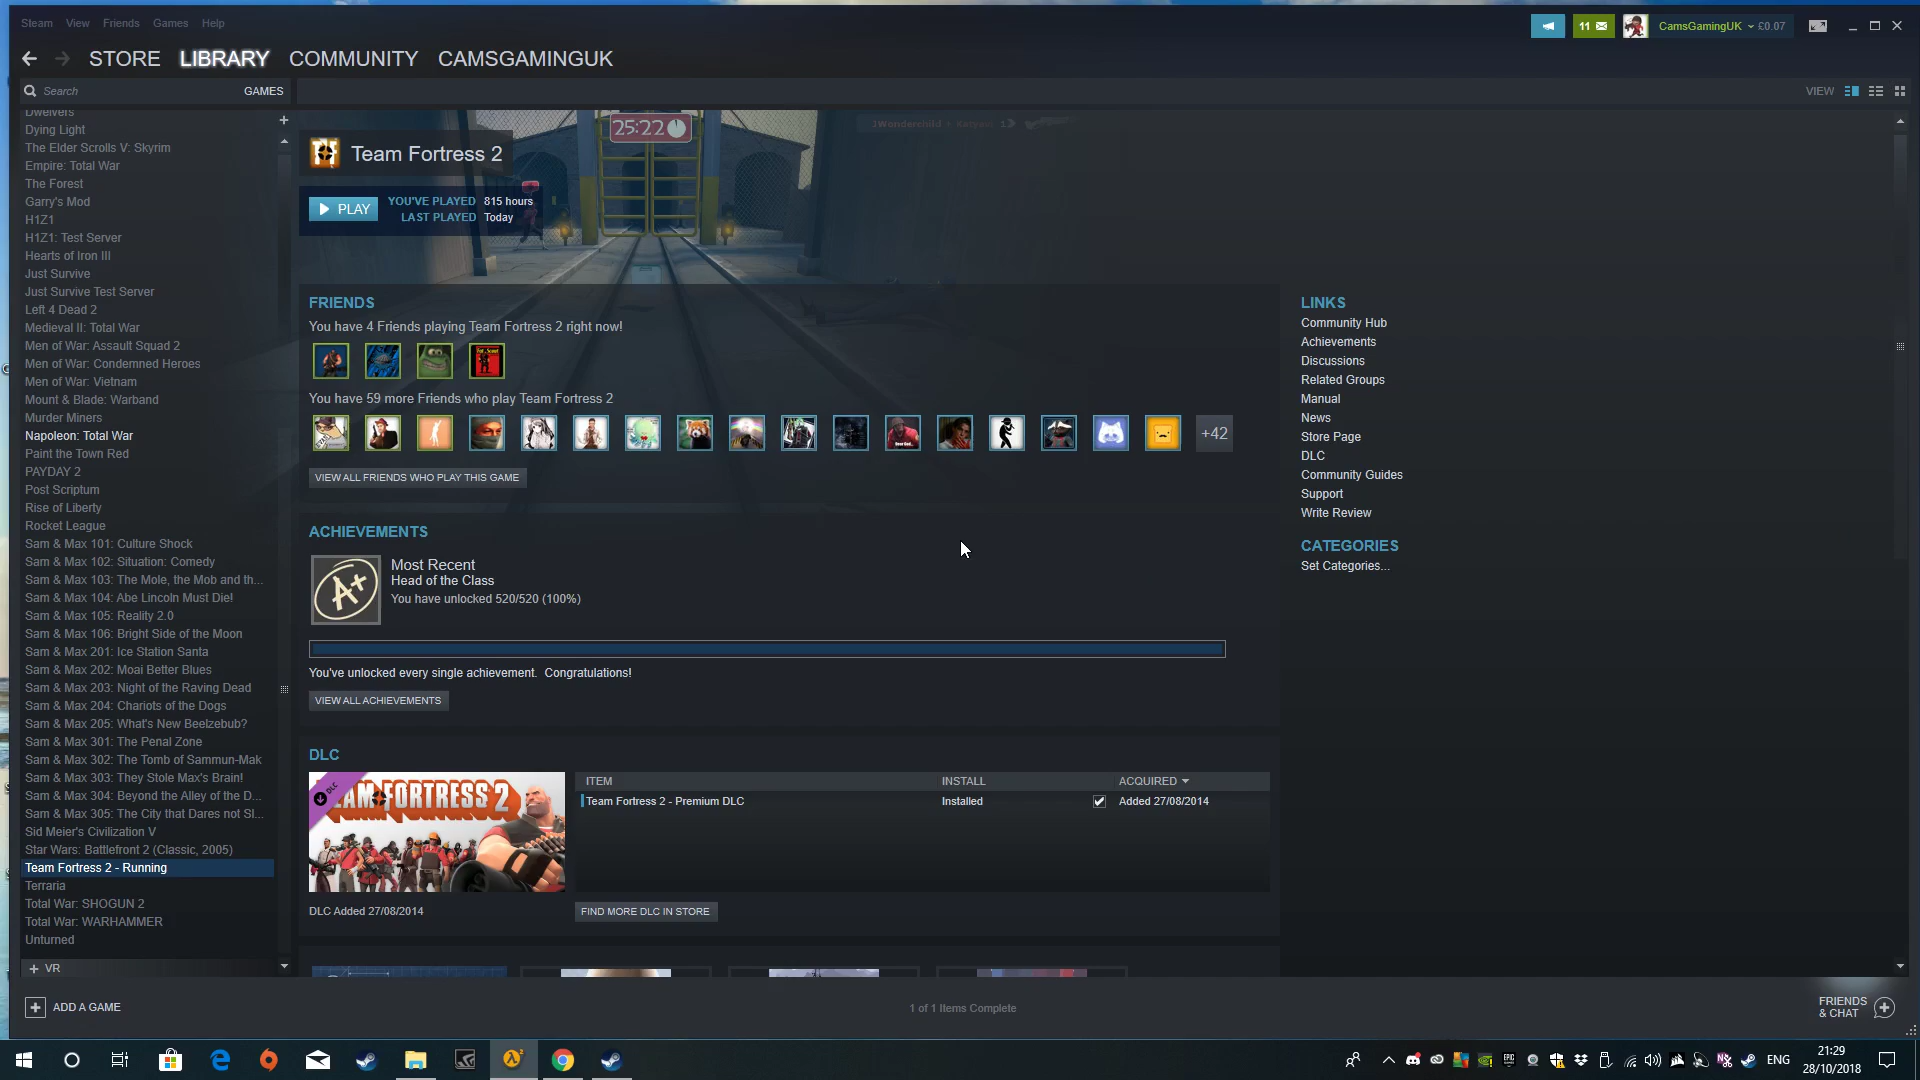 Steam View Friends Games Help
11
CamsGamingUK £0.07
STORE LIBRARY COMMUNITY CAMSGAMINGUK
Search GAMES
VIEW
Dwelvers
Dying Light
The Elder Scrolls V: Skyrim
Empire: Total War
The Forest
Garry's Mod
H1Z1
H1Z1: Test Server
Hearts of Iron III
Just Survive
Just Survive Test Server
Left 4 Dead 2
Medieval II: Total War
Men of War: Assault Squad 2
Men of War: Condemned Heroes
Men of War: Vietnam
Mount & Blade: Warband
Murder Miners
Napoleon: Total War
Paint the Town Red
PAYDAY 2
Post Scriptum
Rise of Liberty
Rocket League
Sam & Max 101: Culture Shock
Sam & Max 102: Situation: Comedy
Sam & Max 103: The Mole, the Mob and th...
Sam & Max 104: Abe Lincoln Must Die!
Sam & Max 105: Reality 2.0
Sam & Max 106: Bright Side of the Moon
Sam & Max 201: Ice Station Santa
Sam & Max 202: Moai Better Blues
Sam & Max 203: Night of the Raving Dead
Sam & Max 204: Chariots of the Dogs
Sam & Max 205: What's New Beelzebub?
Sam & Max 301: The Penal Zone
Sam & Max 302: The Tomb of Sammun-Mak
Sam & Max 303: They Stole Max's Brain!
Sam & Max 304: Beyond the Alley of the D...
Sam & Max 305: The City that Dares not Sl...
Sid Meier's Civilization V
Star Wars: Battlefront 2 (Classic, 2005)
Team Fortress 2 - Running
Terraria
Total War: SHOGUN 2
Total War: WARHAMMER
Unturned
+ VR
+ ADD A GAME
25:22
Team Fortress 2
PLAY
YOU'VE PLAYED 815 hours
LAST PLAYED Today
FRIENDS
You have 4 Friends playing Team Fortress 2 right now!
You have 59 more Friends who play Team Fortress 2
+42
VIEW ALL FRIENDS WHO PLAY THIS GAME
ACHIEVEMENTS
A+
Most Recent
Head of the Class
You have unlocked 520/520 (100%)
You've unlocked every single achievement. Congratulations!
VIEW ALL ACHIEVEMENTS
DLC
DLC
TEAM FORTRESS 2
ITEM INSTALL ACQUIRED
Team Fortress 2 - Premium DLC Installed Added 27/08/2014
DLC Added 27/08/2014
FIND MORE DLC IN STORE
LINKS
Community Hub
Achievements
Discussions
Related Groups
Manual
News
Store Page
DLC
Community Guides
Support
Write Review
CATEGORIES
Set Categories...
1 of 1 Items Complete
FRIENDS
& CHAT
ENG
21:29
28/10/2018